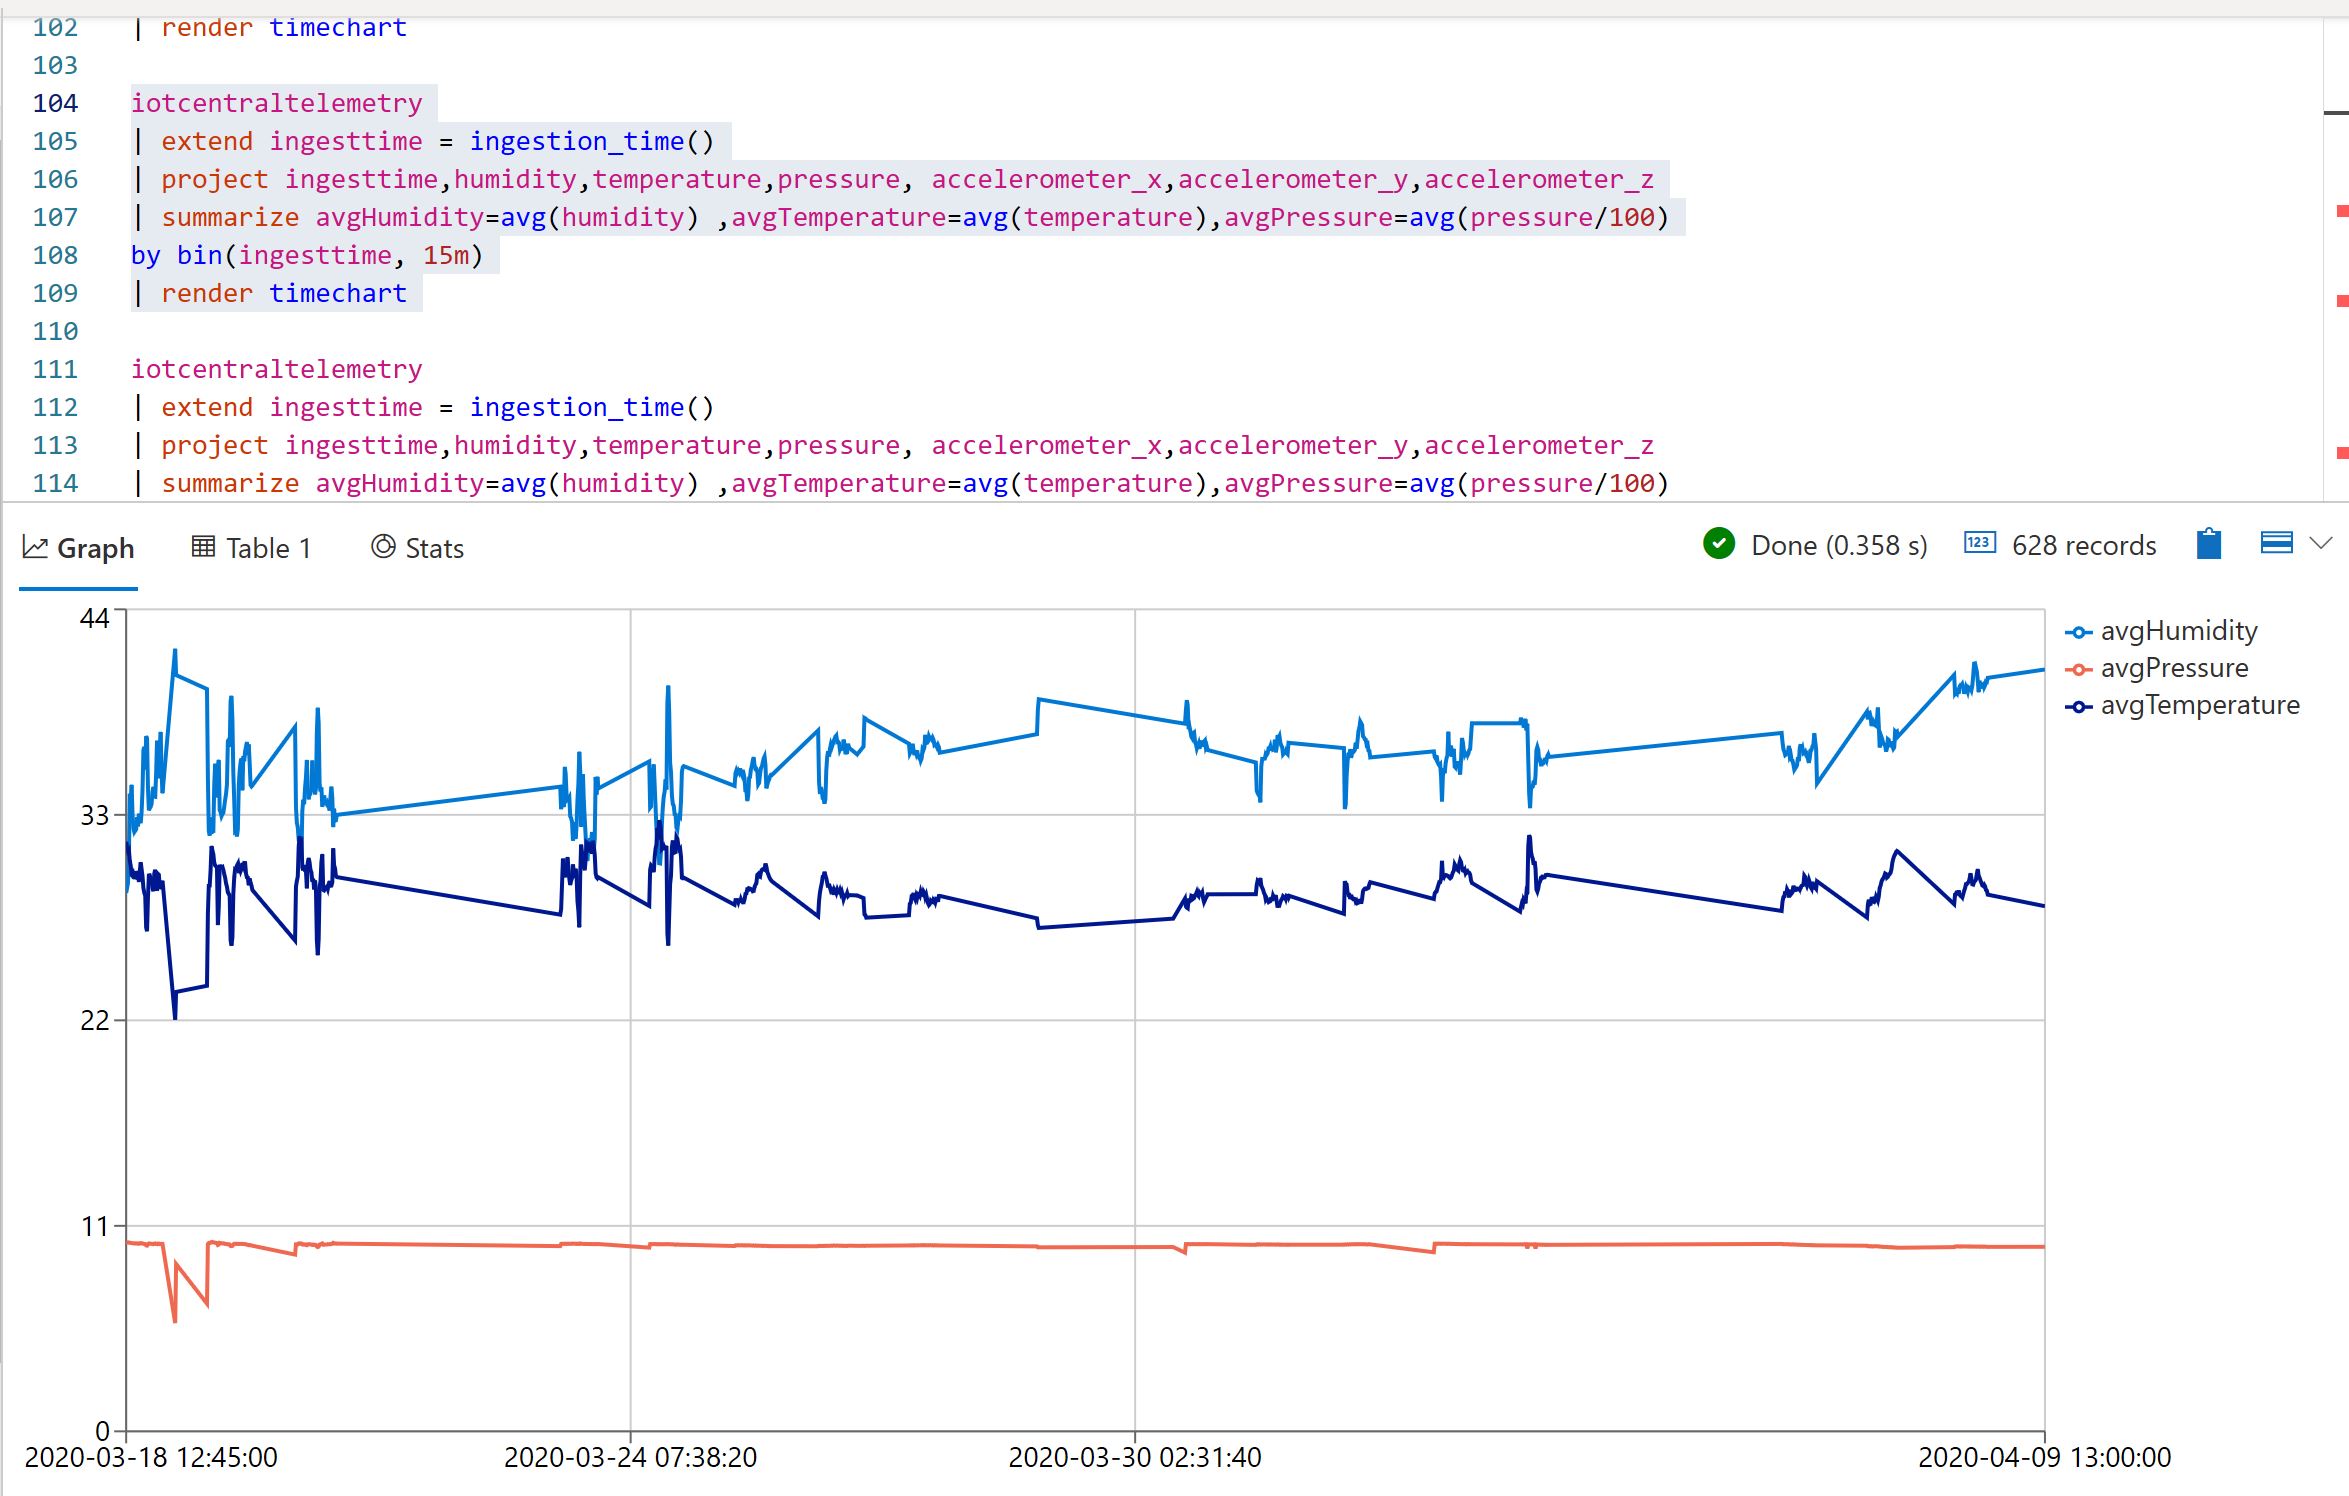 102 | render timechart
103
104 iotcentraltelemetry
105 | extend ingesttime = ingestion_time()
106 | project ingesttime,humidity,temperature,pressure, accelerometer_x,accelerometer_y,accelerometer_z
107 | summarize avgHumidity=avg(humidity) ,avgTemperature=avg(temperature),avgPressure=avg(pressure/100)
108 by bin(ingesttime, 15m)
109 | render timechart
110
111 iotcentraltelemetry
112 | extend ingesttime = ingestion_time()
113 | project ingesttime,humidity,temperature,pressure, accelerometer_x,accelerometer_y,accelerometer_z
114 | summarize avgHumidity=avg(humidity) ,avgTemperature=avg(temperature),avgPressure=avg(pressure/100)
Graph Table 1 Stats Done (0.358 s) 123 628 records
44
avgHumidity
avgPressure
avgTemperature
33
22
11
0
2020-03-18 12:45:00 2020-03-24 07:38:20 2020-03-30 02:31:40 2020-04-09 13:00:00